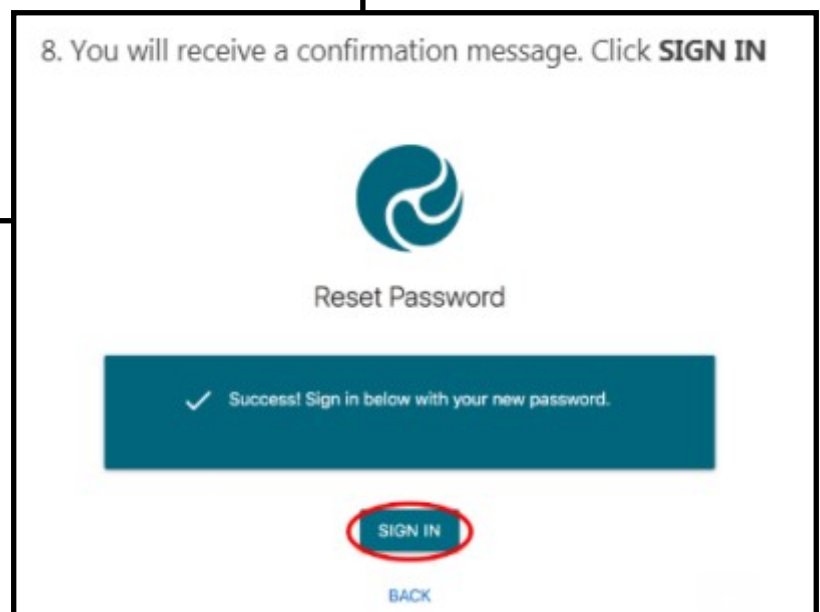 8. You will receive a confirmation message. Click SIGN IN
Reset Password
Success! Sign in below with your new password.
SIGN IN
BACK